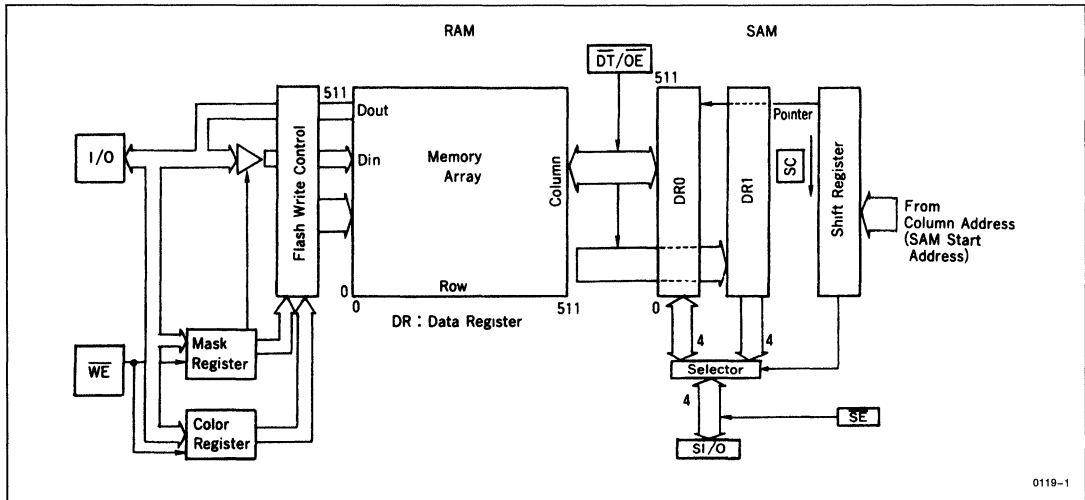 RAM
SAM
DT/OE
511
511
Dout
Pointer
I/O
Din
Memory
Array
Column
DR0
DR1
SC
Shift Register
Flash Write Control
From
Column Address
(SAM Start
Address)
0
Row
0
511
0
DR : Data Register
4
4
Mask
Register
WE
Selector
4
Color
Register
SE
SI/O
0119–1